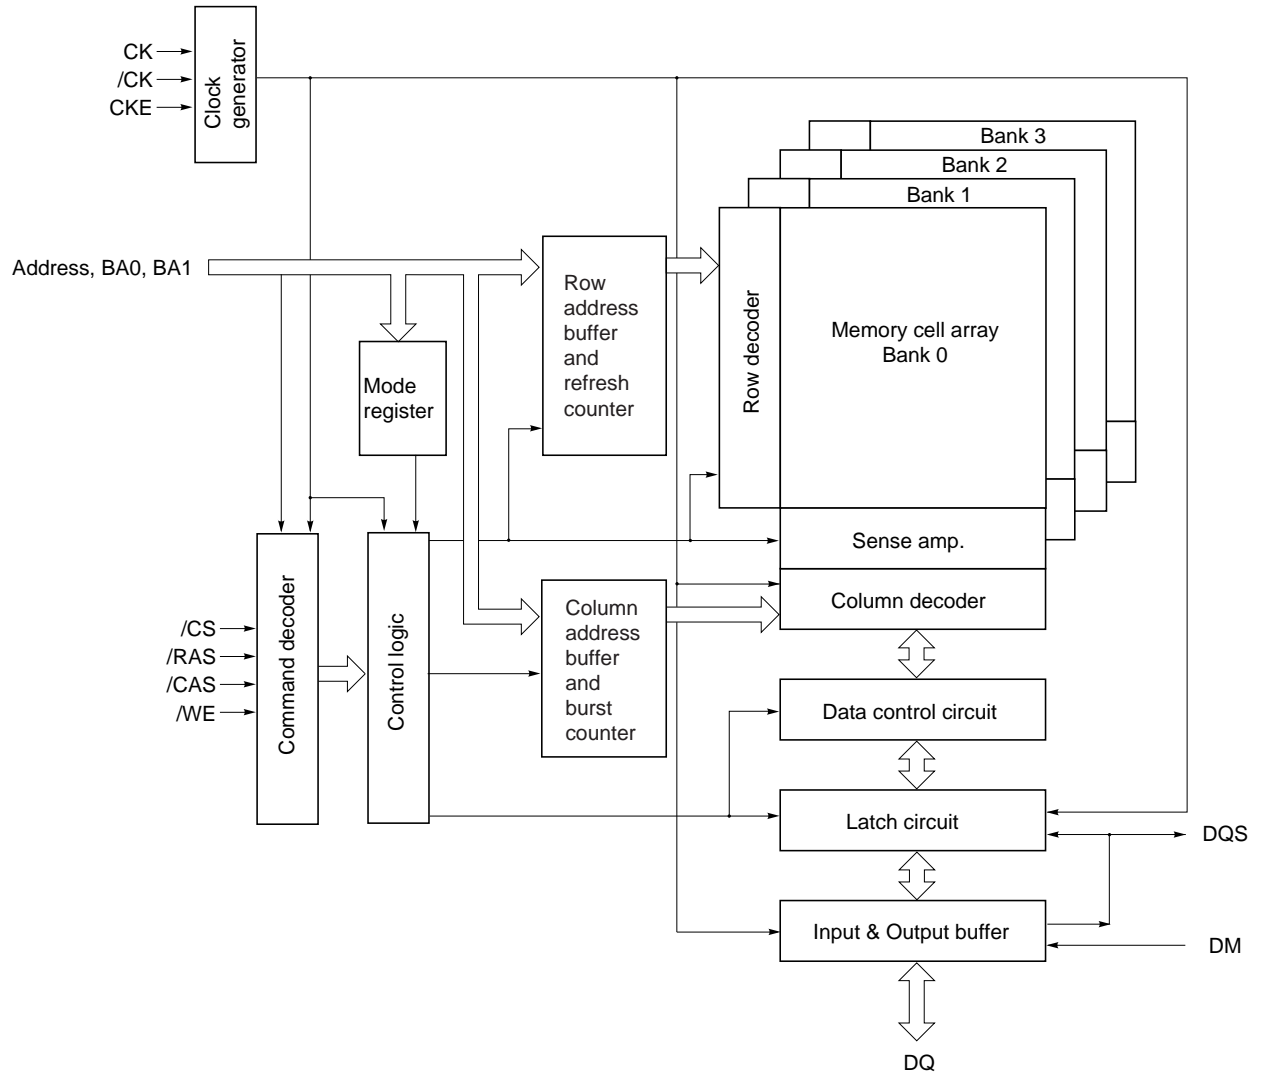 CK
/CK
CKE
Clock
generator
Bank 3
Bank 2
Bank 1
Address, BA0, BA1
Row
address
buffer
and
refresh
counter
Row decoder
Memory cell array
Bank 0
Mode
register
Sense amp.
Column decoder
/CS
/RAS
/CAS
/WE
Command decoder
Control logic
Column
address
buffer
and
burst
counter
Data control circuit
Latch circuit
DQS
Input & Output buffer
DM
DQ